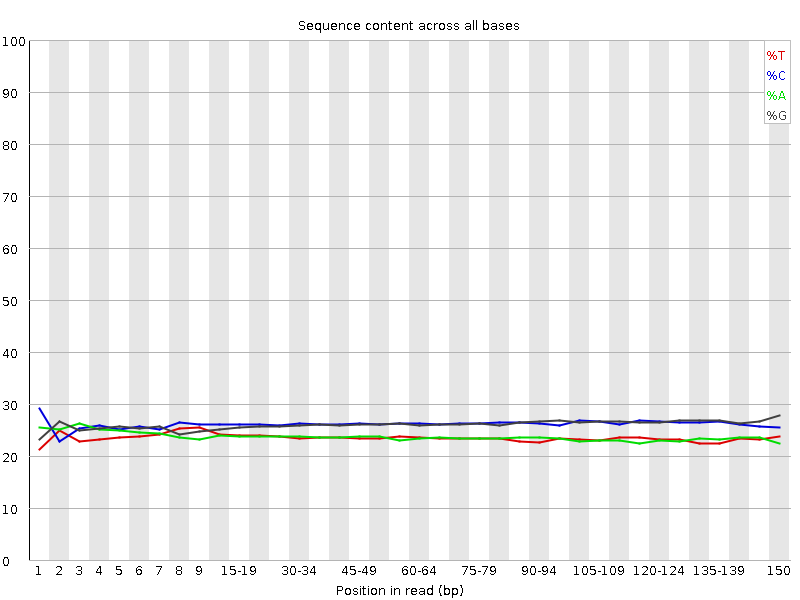 Sequence content across all bases
100
90
80
70
60
50
40
30
20
10
0
%T
%C
%A
%G
1 2 3 4 5 6 7 8 9 15-19 30-34 45-49 60-64 75-79 90-94 105-109 120-124 135-139 150
Position in read (bp)